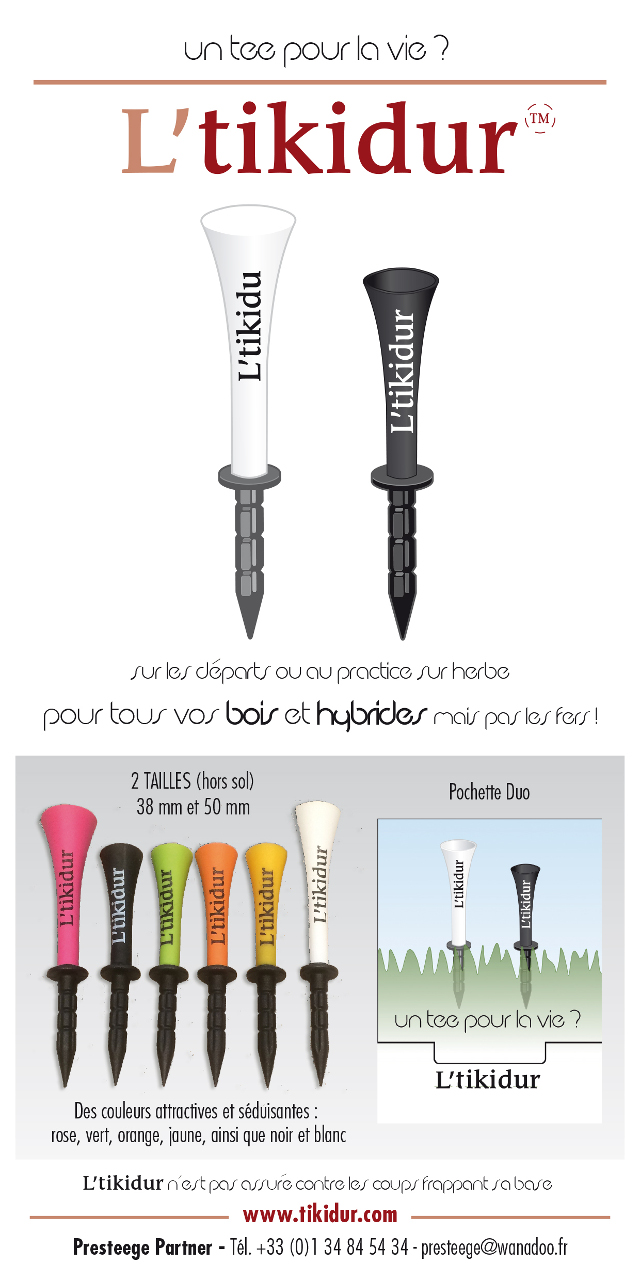 un tee pour la vie ?
L'tikidur TM
L'tikidu
L'tikidur
sur les départs ou au practice sur herbe
pour tous vos bois et hybrides mais pas les fers !
2 TAILLES (hors sol)
38 mm et 50 mm
Pochette Duo
L'tikidur
L'tikidur
L'tikidur
L'tikidur
L'tikidur
L'tikidur
L'tikidur
L'tikidur
un tee pour la vie ?
L'tikidur
Des couleurs attractives et séduisantes :
rose, vert, orange, jaune, ainsi que noir et blanc
L'tikidur n'est pas assuré contre les coups frappant sa base
www.tikidur.com
Presteege Partner - Tél. +33 (0)1 34 84 54 34 - presteege@wanadoo.fr